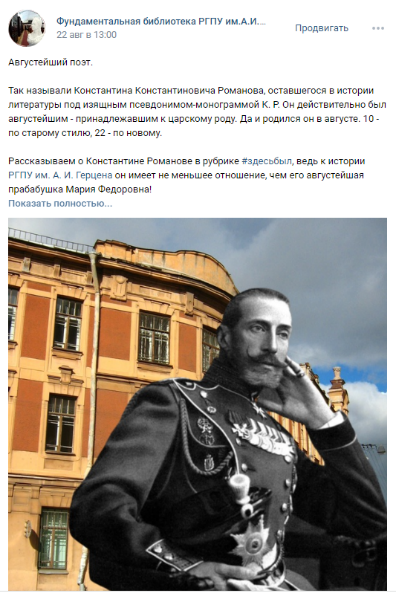 Фундаментальная библиотека РГПУ им.А.И...
22 авг в 13:00
Продвигать
Августейший поэт.
Так называли Константина Константиновича Романова, оставшегося в истории
литературы под изящным псевдонимом-монограммой К. Р. Он действительно был
августейшим - принадлежавшим к царскому роду. Да и родился он в августе. 10 -
по старому стилю, 22 - по новому.
Рассказываем о Константине Романове в рубрике #здесьбыл, ведь к истории
РГПУ им. А. И. Герцена он имеет не меньшее отношение, чем его августейшая
прабабушка Мария Федоровна!
Показать полностью...